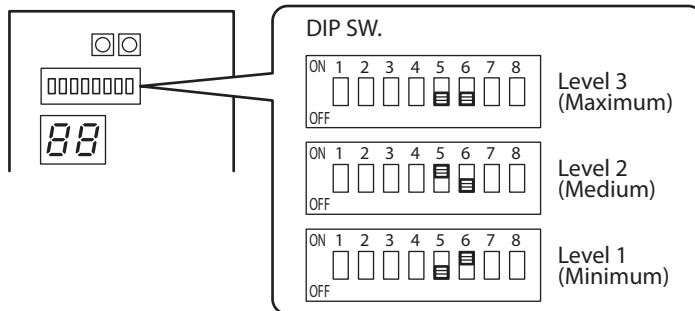 88
DIP SW.
ON 1 2 3 4 5 6 7 8
OFF
Level 3
(Maximum)
ON 1 2 3 4 5 6 7 8
OFF
Level 2
(Medium)
ON 1 2 3 4 5 6 7 8
OFF
Level 1
(Minimum)